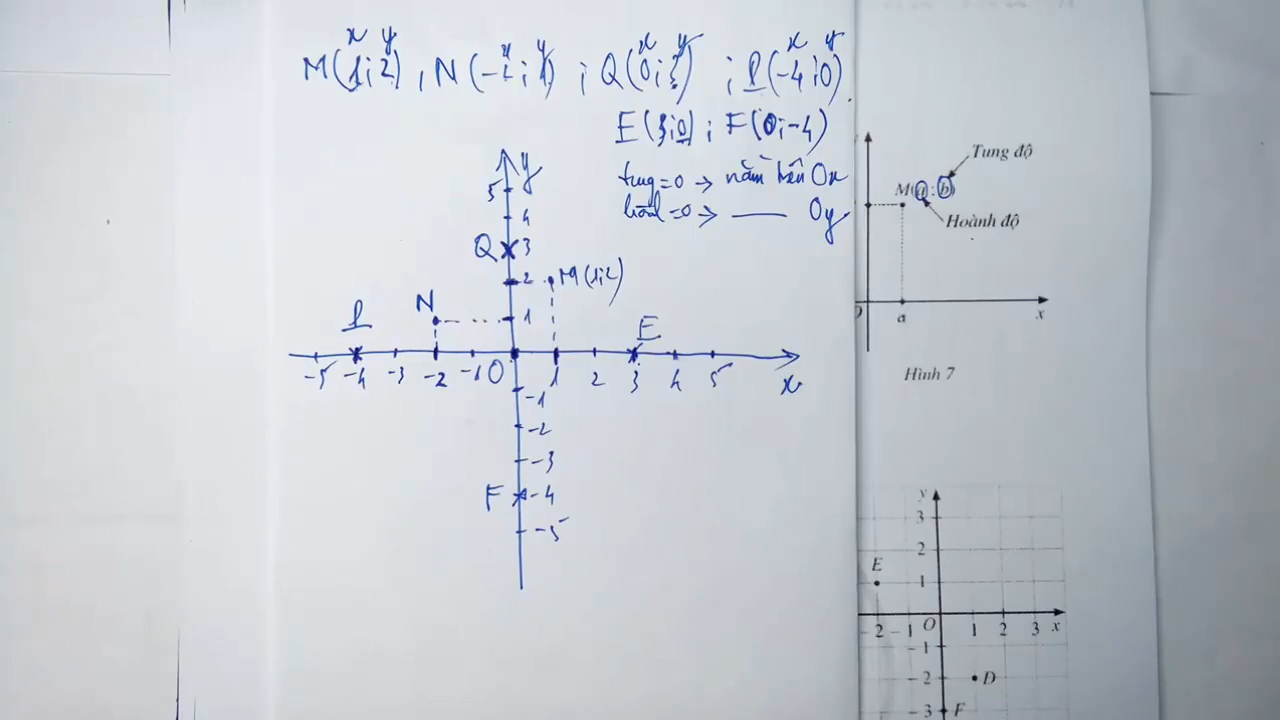 x y x y x y x y
M(1;2) , N(-2;1) ; Q(0;3) ; P(-4;0)
E(3;0) ; F(0;-4)
tung=0 → nằm trên Ox
hoành=0 → —— Oy
y
5
4
Q 3
2 M(1;2)
N 1
P E
-5 -4 -3 -2 -1 O 1 2 3 4 5 x
-1
-2
-3
F -4
-5
Tung độ
M(a; b)
Hoành độ
a x
Hình 7
y
3
2
E
1
-2 -1 O 1 2 3 x
-1
-2 D
-3 F